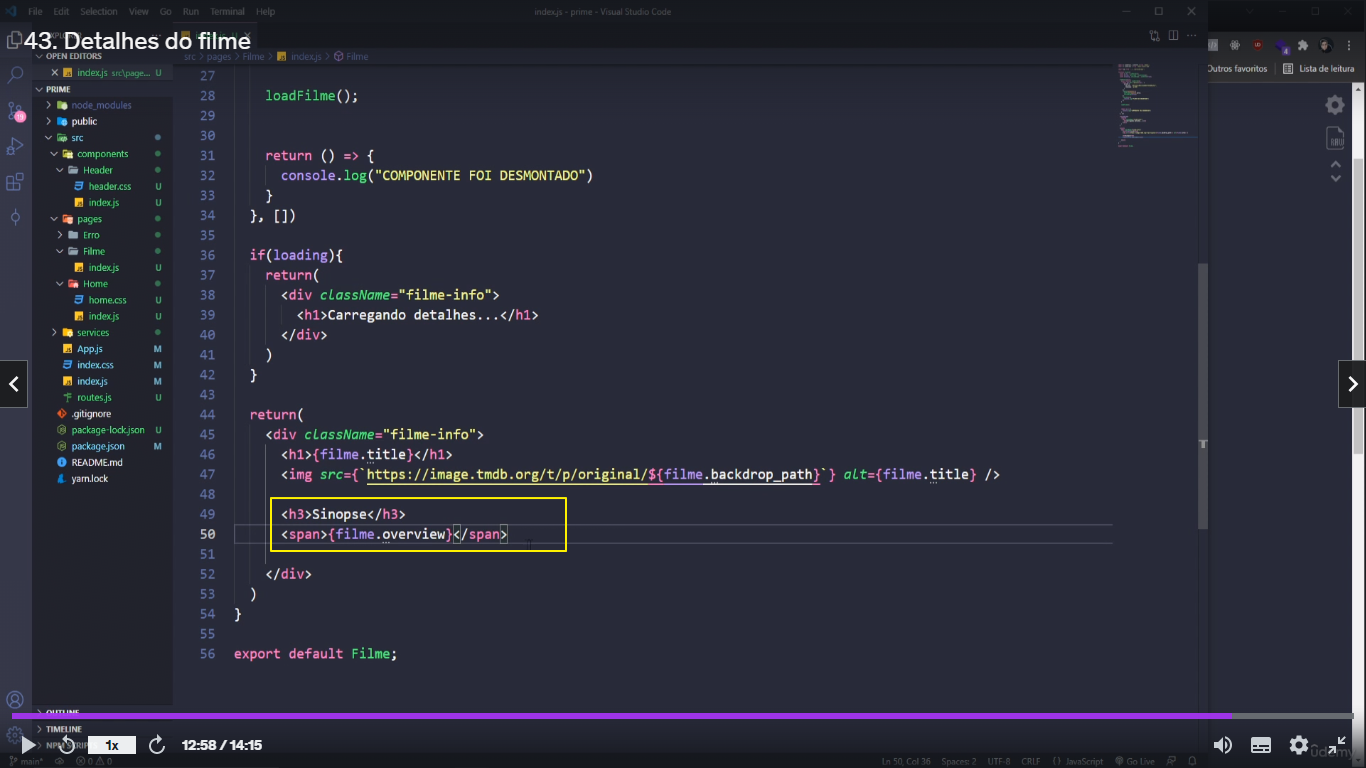 File Edit Selection View Go Run Terminal Help
index.js - prime - Visual Studio Code
43. Detalhes do filme
src > pages > Filme > index.js > Filme
OPEN EDITORS
index.js src\page... U
PRIME
node_modules
public
src
components
Header
header.css U
index.js U
pages
Erro
Filme
index.js U
Home
home.css U
index.js U
services
App.js M
index.css M
index.js M
routes.js U
.gitignore
package-lock.json U
package.json M
README.md
yarn.lock
OUTLINE
TIMELINE
Outros favoritos
Lista de leitura
27
28 loadFilme();
29
30
31 return () => {
32 console.log("COMPONENTE FOI DESMONTADO")
33 }
34 }, [])
35
36 if(loading){
37 return(
38 <div className="filme-info">
39 <h1>Carregando detalhes...</h1>
40 </div>
41 )
42 }
43
44 return(
45 <div className="filme-info">
46 <h1>{filme.title}</h1>
47 <img src={`https://image.tmdb.org/t/p/original/${filme.backdrop_path}`} alt={filme.title} />
48
49 <h3>Sinopse</h3>
50 <span>{filme.overview}</span>
51
52 </div>
53 )
54 }
55
56 export default Filme;
1x
12:58 / 14:15
udemy
main*
0 0
Ln 50, Col 36 Spaces: 2 UTF-8 CRLF JavaScript Go Live